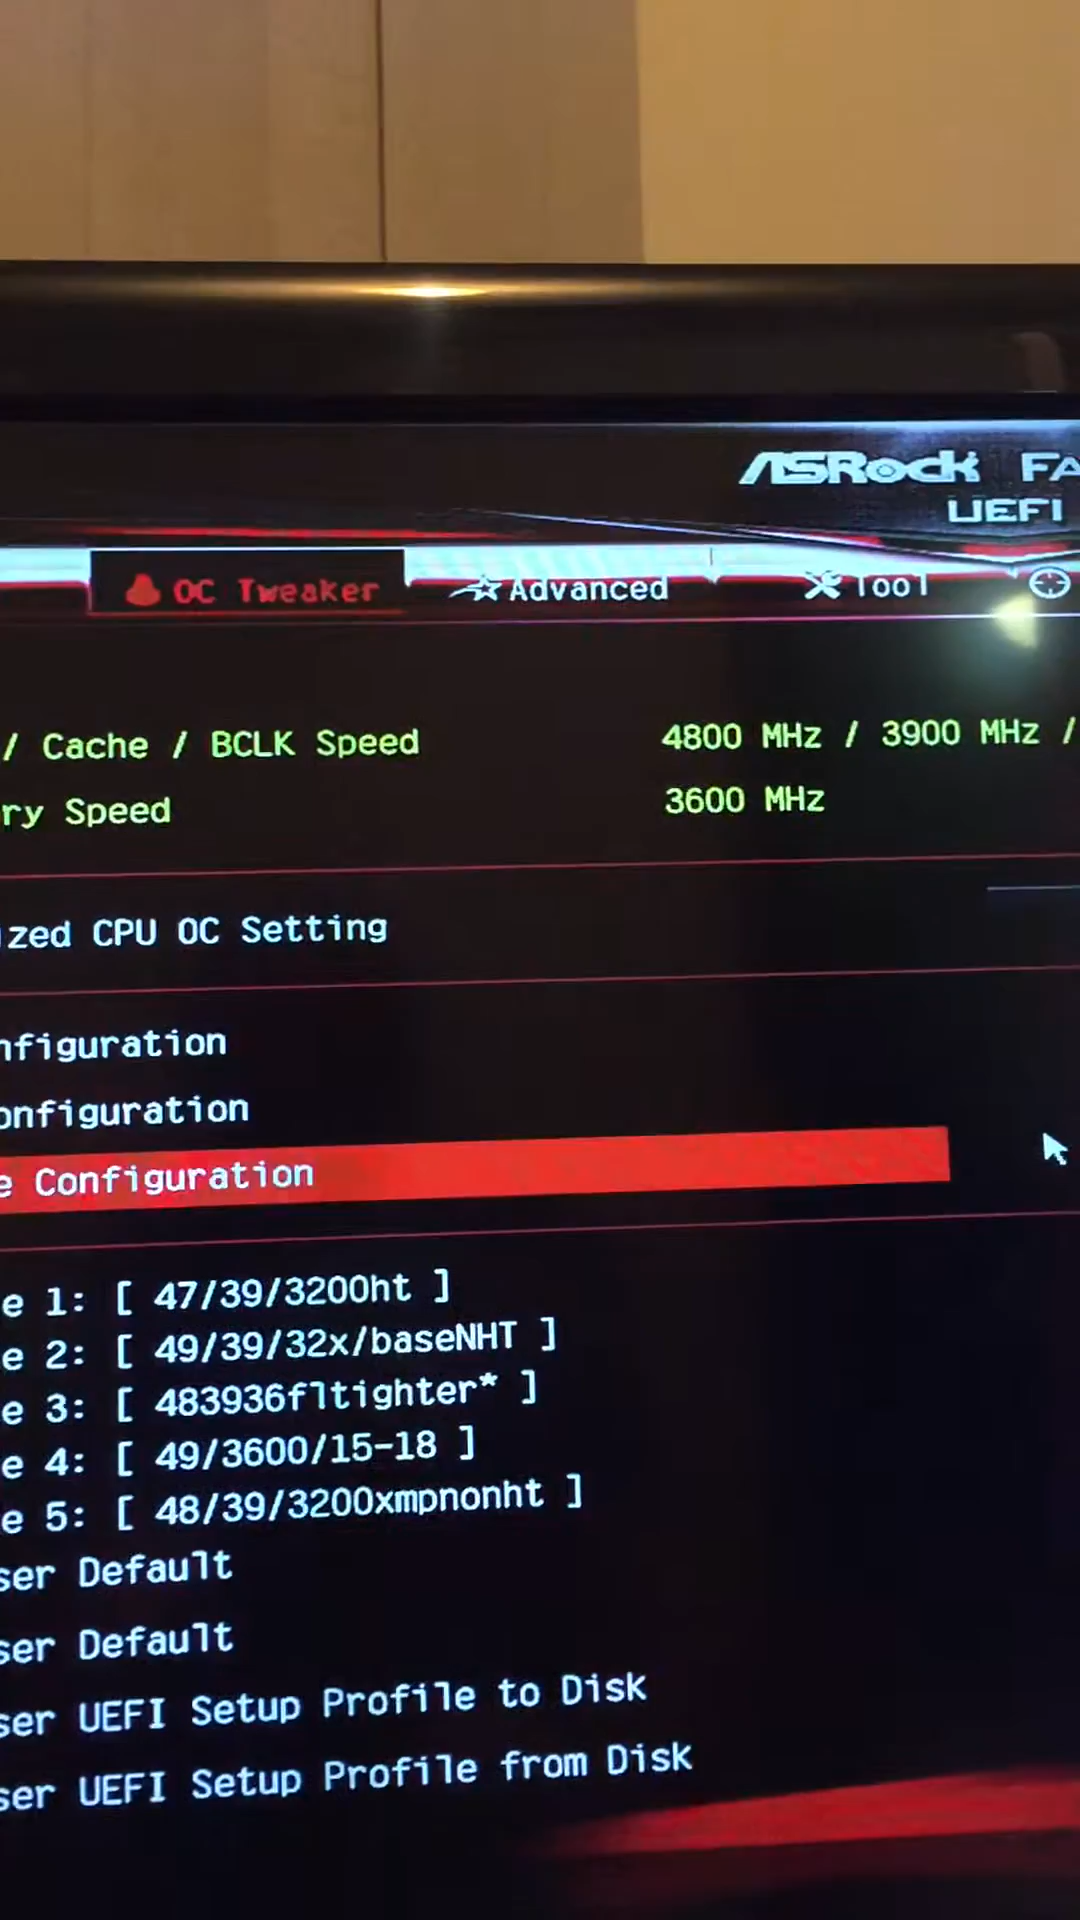 ASRock FA
UEFI
OC Tweaker Advanced Tool
/ Cache / BCLK Speed 4800 MHz / 3900 MHz /
ry Speed 3600 MHz
zed CPU OC Setting
nfiguration
onfiguration
e Configuration
e 1: [ 47/39/3200ht ]
e 2: [ 49/39/32x/baseNHT ]
e 3: [ 483936fltighter* ]
e 4: [ 49/3600/15-18 ]
e 5: [ 48/39/3200xmpnonht ]
ser Default
ser Default
ser UEFI Setup Profile to Disk
ser UEFI Setup Profile from Disk